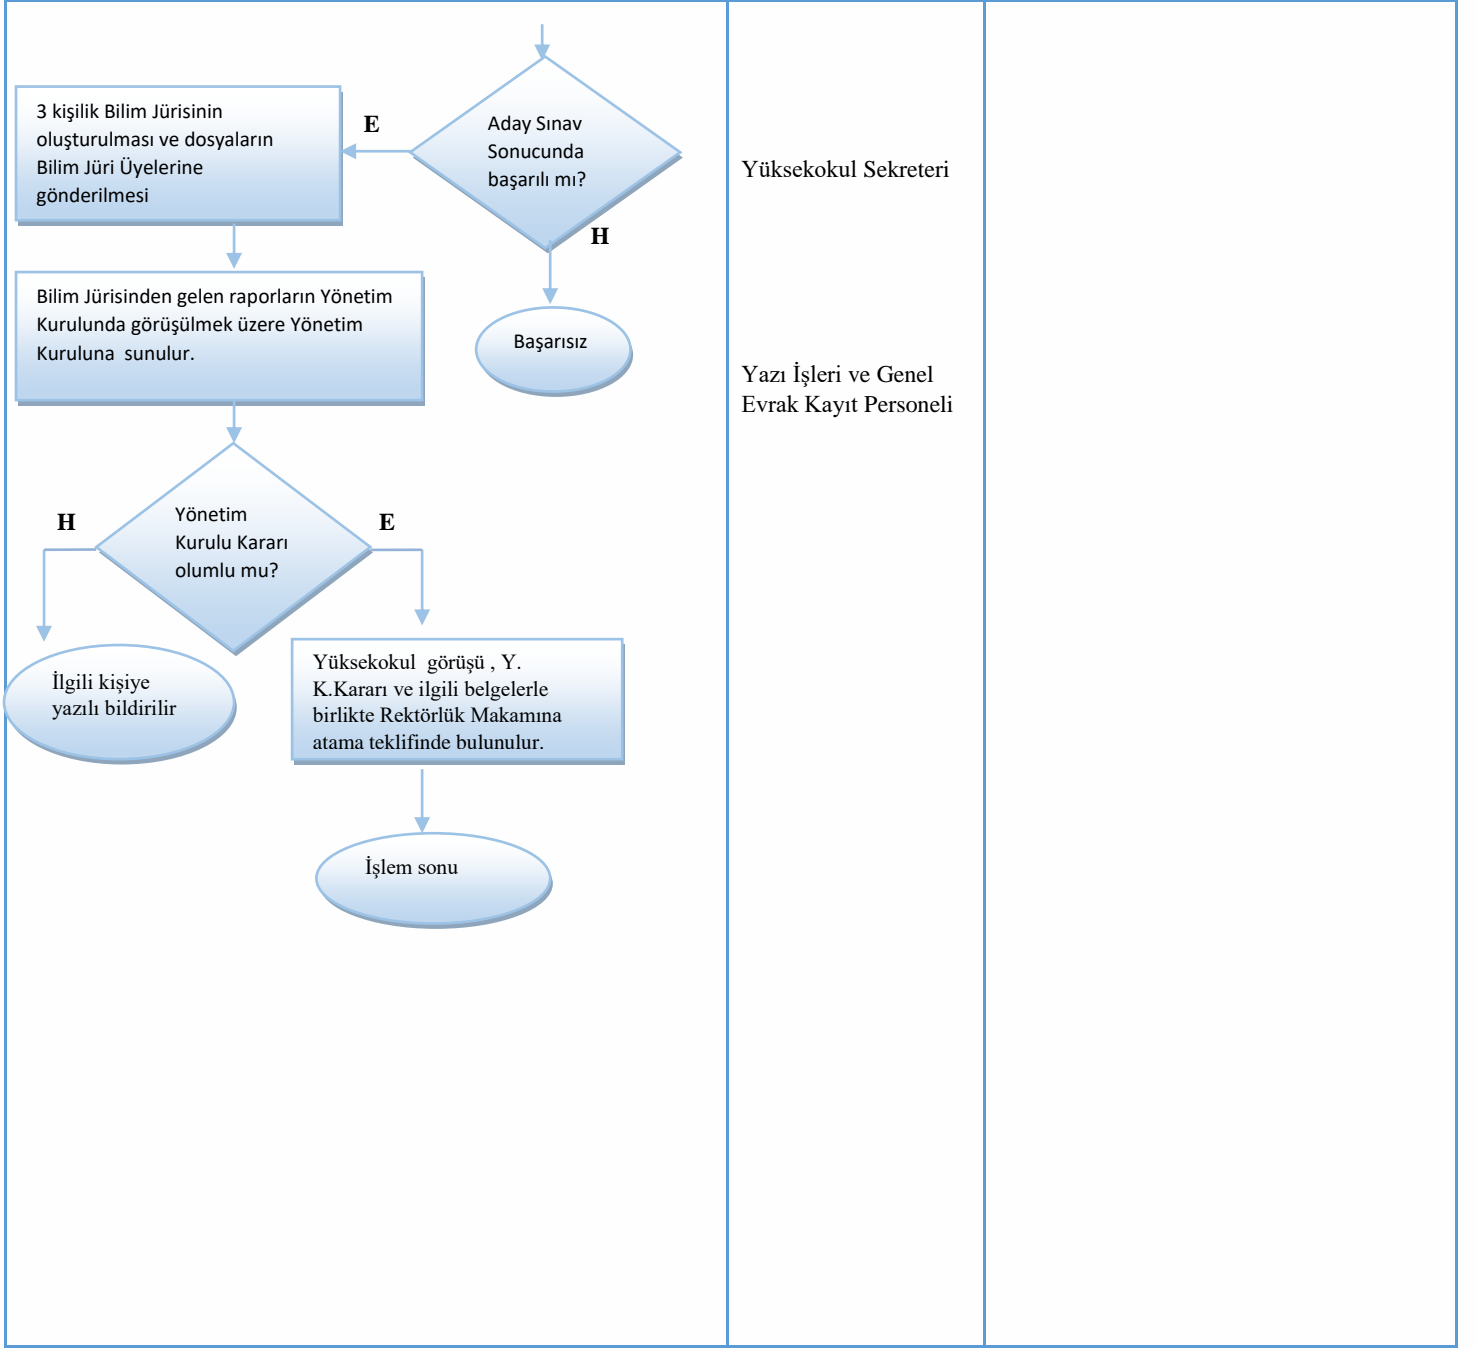 Aday Sınav
Sonucunda
başarılı mı?
E
3 kişilik Bilim Jürisinin
oluşturulması ve dosyaların
Bilim Jüri Üyelerine
gönderilmesi
H
Başarısız
Bilim Jürisinden gelen raporların Yönetim
Kurulunda görüşülmek üzere Yönetim
Kuruluna  sunulur.
Yönetim
Kurulu Kararı
olumlu mu?
H
E
İlgili kişiye
yazılı bildirilir
Yüksekokul  görüşü , Y.
K.Kararı ve ilgili belgelerle
birlikte Rektörlük Makamına
atama teklifinde bulunulur.
İşlem sonu
Yüksekokul Sekreteri
Yazı İşleri ve Genel
Evrak Kayıt Personeli